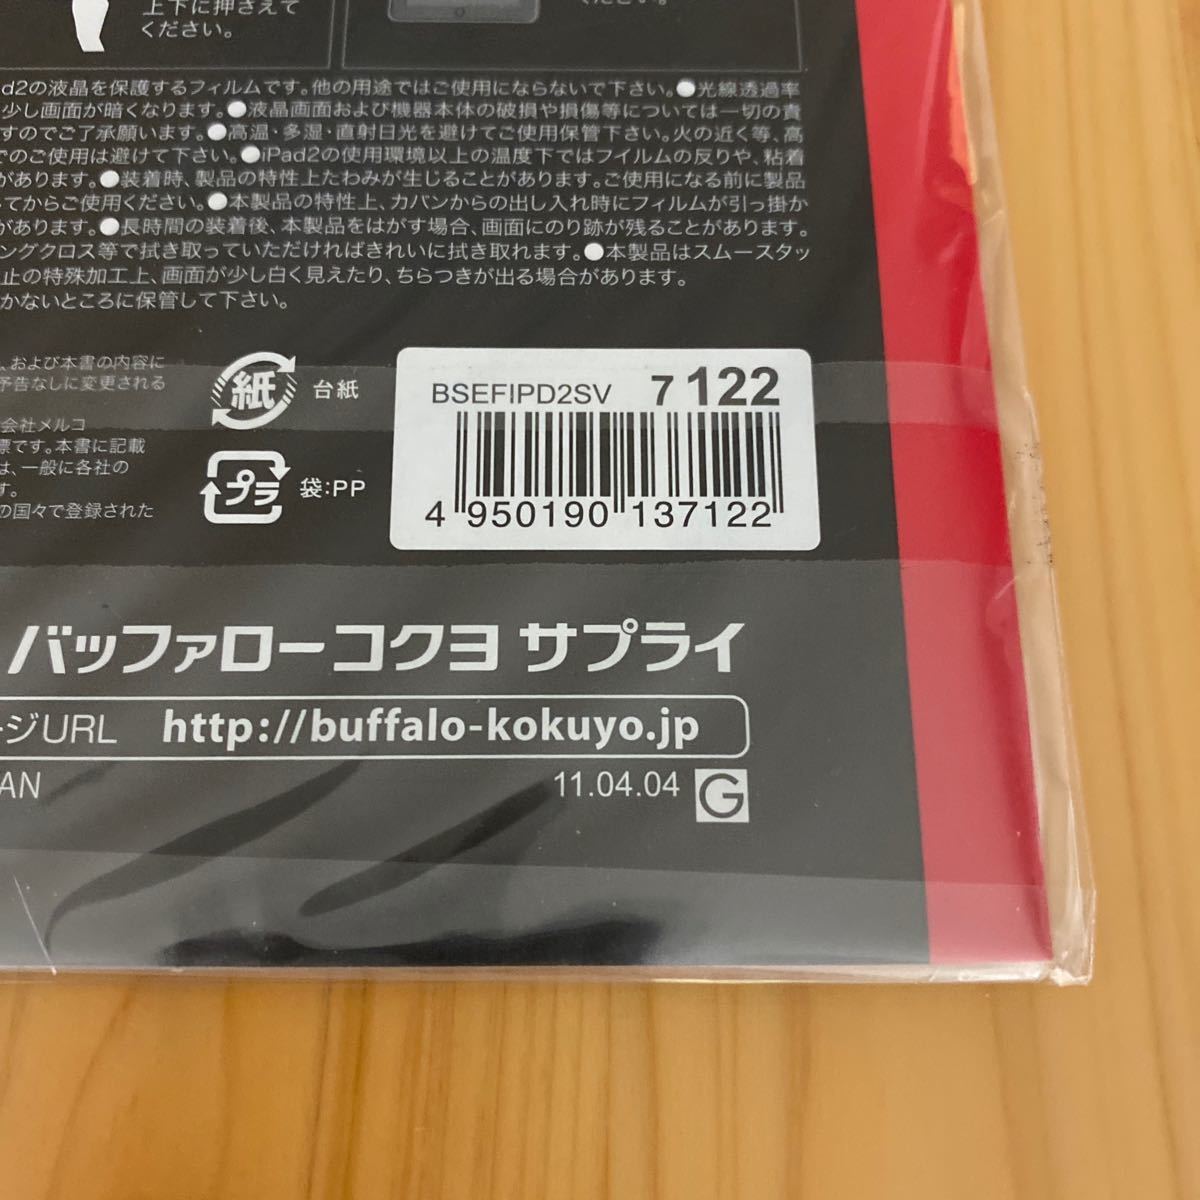 上下に押さえて
ください。
ください。
ad2の液晶を保護するフィルムです。他の用途ではご使用にならないで下さい。●光線透過率
少し画面が暗くなります。●液晶画面および機器本体の破損や損傷等については一切の責
ますのでご了承願います。●高温・多湿・直射日光を避けてご使用保管下さい。火の近く等、高
でのご使用は避けて下さい。●iPad2の使用環境以上の温度下ではフイルムの反りや、粘着
があります。●装着時、製品の特性上たわみが生じることがあります。ご使用になる前に製品
てからご使用ください。●本製品の特性上、カバンからの出し入れ時にフィルムが引っ掛か
があります。●長時間の装着後、本製品をはがす場合、画面にのり跡が残ることがあります。
ングクロス等で拭き取っていただければきれいに拭き取れます。●本製品はスムースタッ
止の特殊加工上、画面が少し白く見えたり、ちらつきが出る場合があります。
かないところに保管して下さい。
、および本書の内容に
予告なしに変更される
会社メルコ
標です。本書に記載
は、一般に各社の
す。
の国々で登録された
紙 台紙
プラ 袋:PP
BSEFIPD2SV 7 122
4 950190 137122
バッファローコクヨ サプライ
ージURL http://buffalo-kokuyo.jp
AN
11.04.04 G